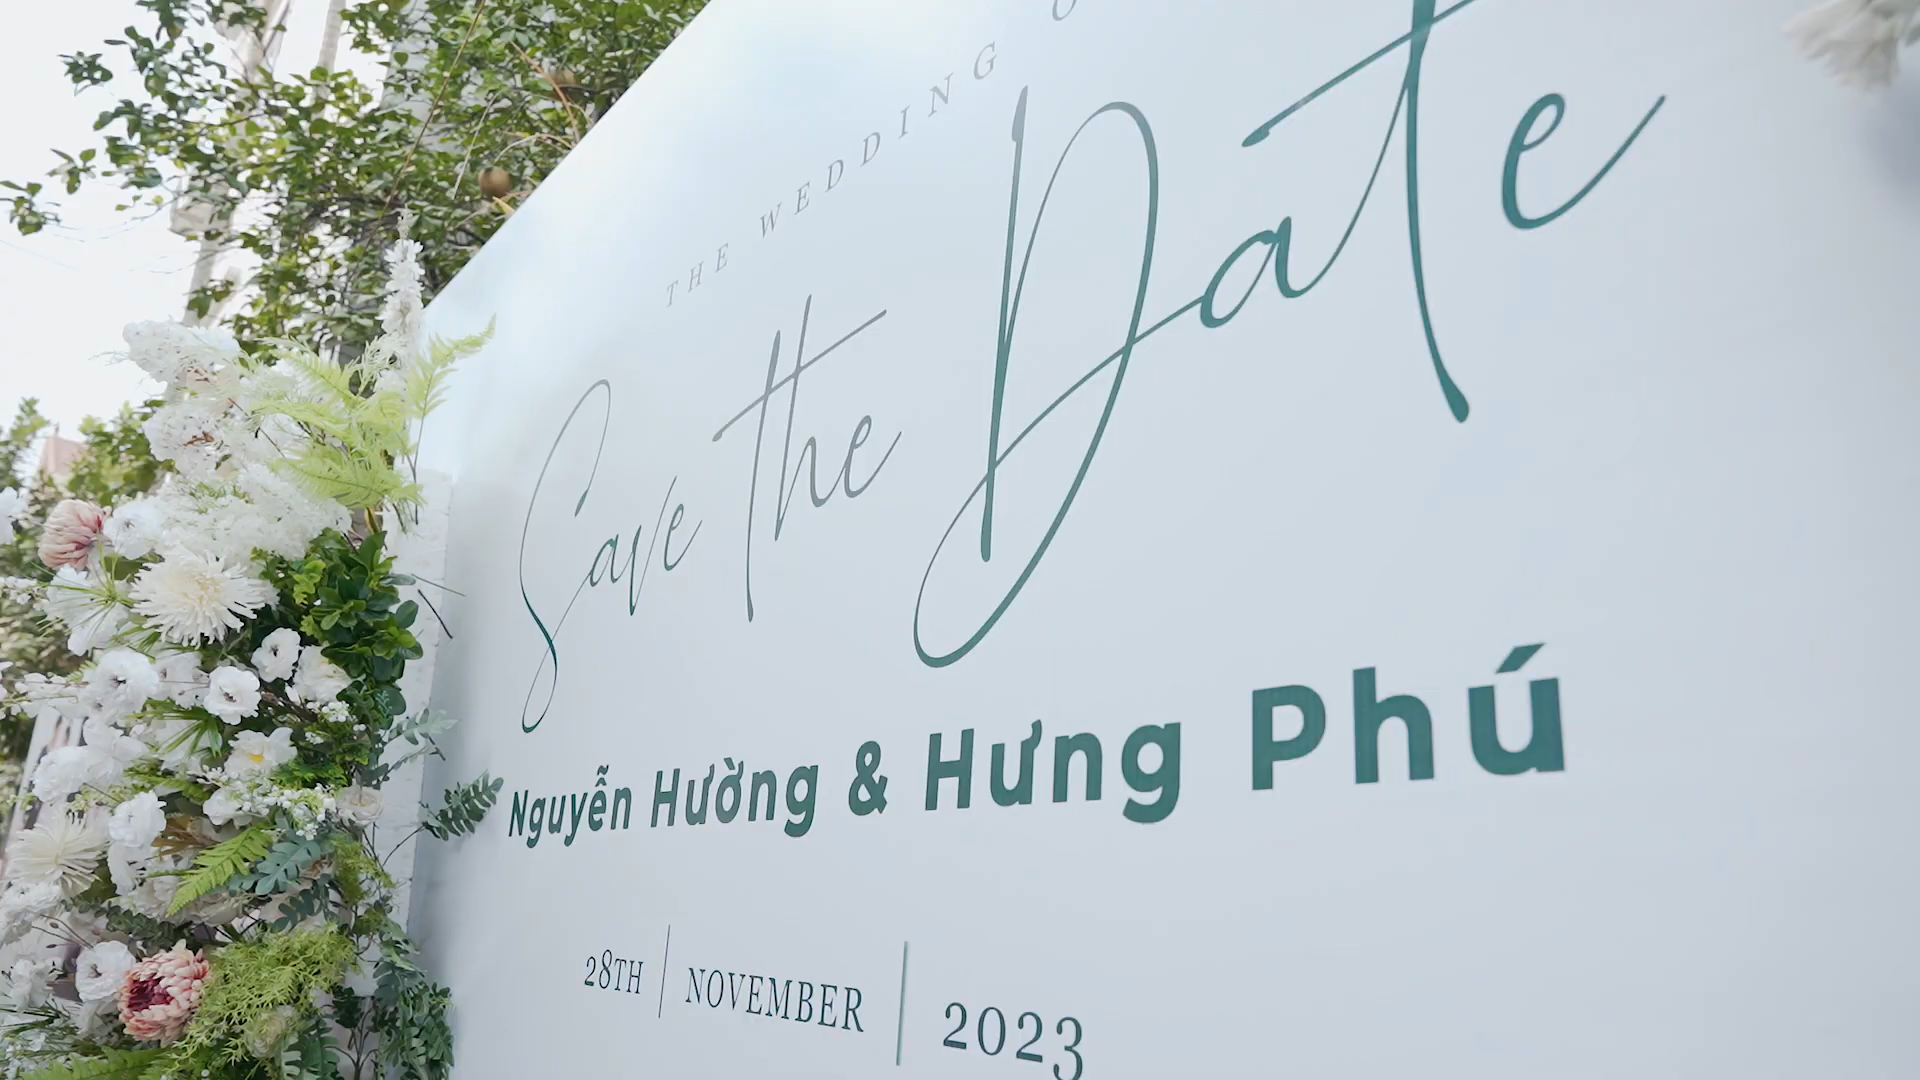 THE WEDDING
Save the Date
Nguyễn Hường & Hưng Phú
28TH | NOVEMBER | 2023